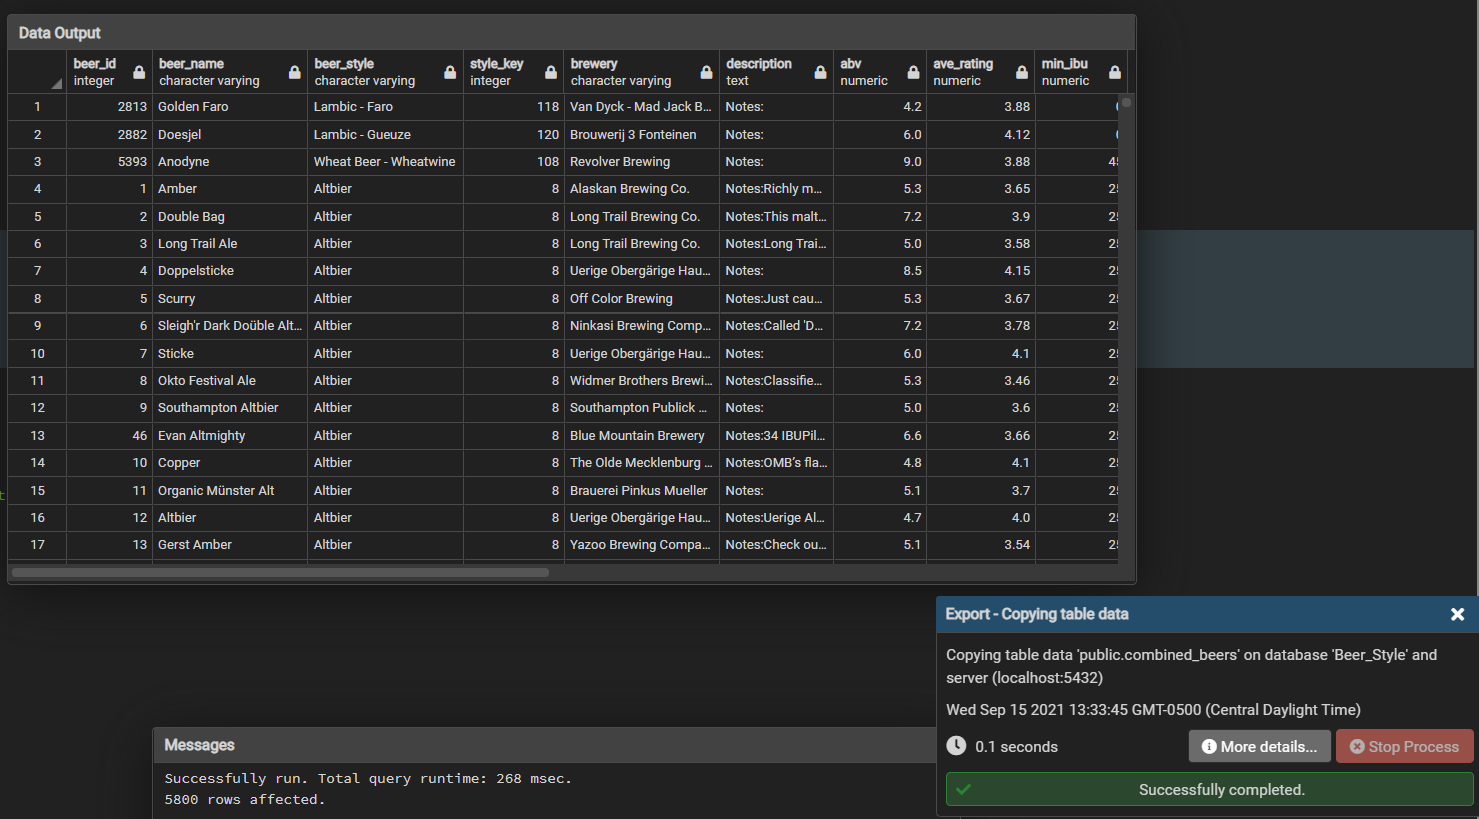 Data Output
beer_id beer_name beer_style style_key brewery description abv ave_rating min_ibu
integer character varying character varying integer character varying text numeric numeric numeric
1 2813 Golden Faro Lambic - Faro 118 Van Dyck - Mad Jack B... Notes: 4.2 3.88
2 2882 Doesjel Lambic - Gueuze 120 Brouwerij 3 Fonteinen Notes: 6.0 4.12
3 5393 Anodyne Wheat Beer - Wheatwine 108 Revolver Brewing Notes: 9.0 3.88
4 1 Amber Altbier 8 Alaskan Brewing Co. Notes:Richly m... 5.3 3.65
5 2 Double Bag Altbier 8 Long Trail Brewing Co. Notes:This malt... 7.2 3.9
6 3 Long Trail Ale Altbier 8 Long Trail Brewing Co. Notes:Long Trai... 5.0 3.58
7 4 Doppelsticke Altbier 8 Uerige Obergärige Hau... Notes: 8.5 4.15
8 5 Scurry Altbier 8 Off Color Brewing Notes:Just cau... 5.3 3.67
9 6 Sleigh'r Dark Doüble Alt... Altbier 8 Ninkasi Brewing Comp... Notes:Called 'D... 7.2 3.78
10 7 Sticke Altbier 8 Uerige Obergärige Hau... Notes: 6.0 4.1
11 8 Okto Festival Ale Altbier 8 Widmer Brothers Brewi... Notes:Classifie... 5.3 3.46
12 9 Southampton Altbier Altbier 8 Southampton Publick ... Notes: 5.0 3.6
13 46 Evan Altmighty Altbier 8 Blue Mountain Brewery Notes:34 IBUPil... 6.6 3.66
14 10 Copper Altbier 8 The Olde Mecklenburg ... Notes:OMB's fla... 4.8 4.1
15 11 Organic Münster Alt Altbier 8 Brauerei Pinkus Mueller Notes: 5.1 3.7
16 12 Altbier Altbier 8 Uerige Obergärige Hau... Notes:Uerige Al... 4.7 4.0
17 13 Gerst Amber Altbier 8 Yazoo Brewing Compa... Notes:Check ou... 5.1 3.54
Export - Copying table data
Copying table data 'public.combined_beers' on database 'Beer_Style' and
server (localhost:5432)
Wed Sep 15 2021 13:33:45 GMT-0500 (Central Daylight Time)
0.1 seconds More details... Stop Process
Successfully completed.
Messages
Successfully run. Total query runtime: 268 msec.
5800 rows affected.